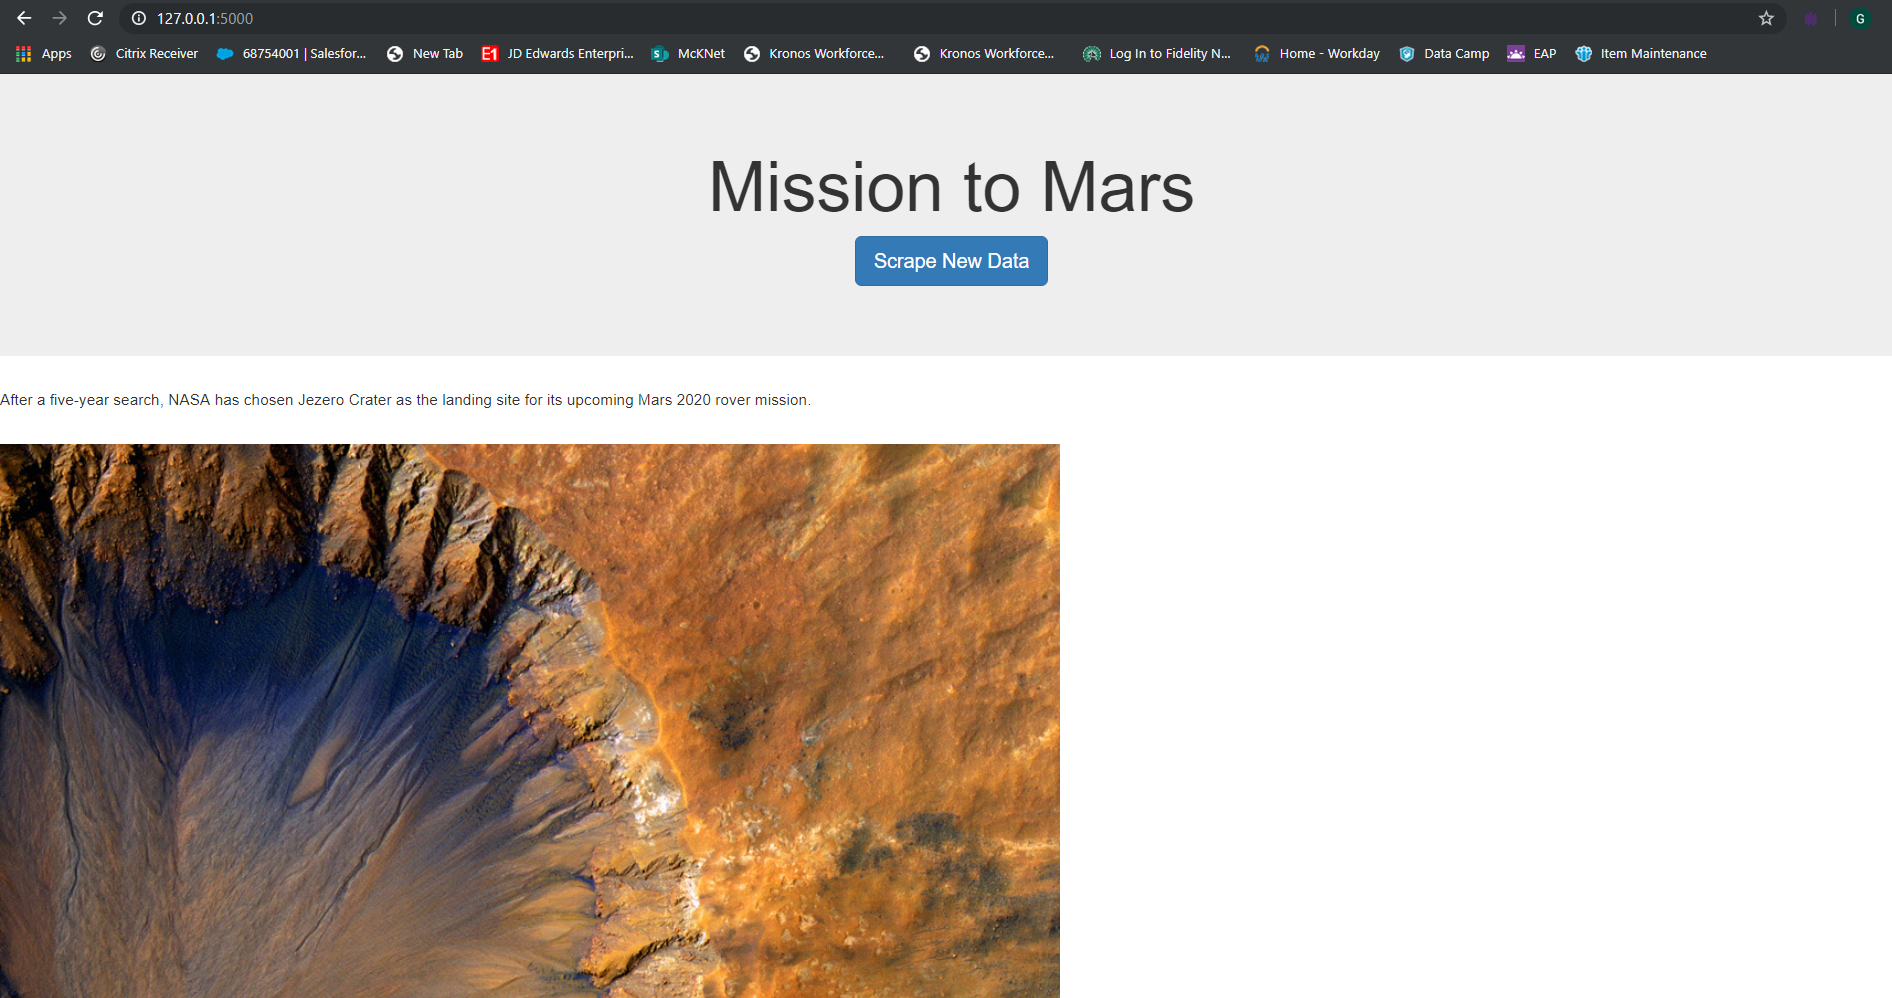 127.0.0.1:5000
G
Apps Citrix Receiver 68754001 | Salesfor... New Tab E1 JD Edwards Enterpri... S McKNet Kronos Workforce... Kronos Workforce... Log In to Fidelity N... Home - Workday Data Camp EAP Item Maintenance
Mission to Mars
Scrape New Data
After a five-year search, NASA has chosen Jezero Crater as the landing site for its upcoming Mars 2020 rover mission.